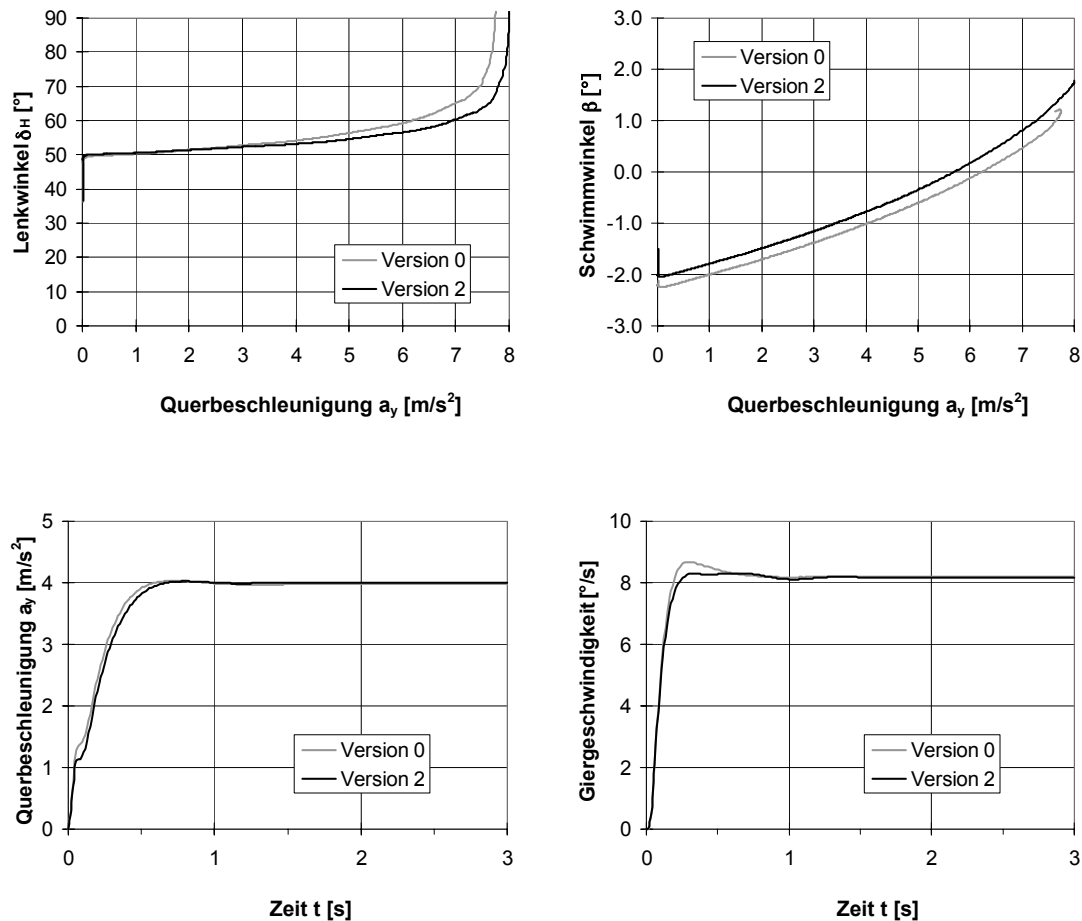 Lenkwinkel δH [°]
90
80
70
60
50
40
30
20
10
0
0 1 2 3 4 5 6 7 8
Version 0
Version 2
Querbeschleunigung ay [m/s²]
Schwimmwinkel β [°]
3.0
2.0
1.0
0.0
-1.0
-2.0
-3.0
0 1 2 3 4 5 6 7 8
Version 0
Version 2
Querbeschleunigung ay [m/s²]
Querbeschleunigung ay [m/s²]
5
4
3
2
1
0
0 1 2 3
Version 0
Version 2
Zeit t [s]
Giergeschwindigkeit [°/s]
10
8
6
4
2
0
0 1 2 3
Version 0
Version 2
Zeit t [s]